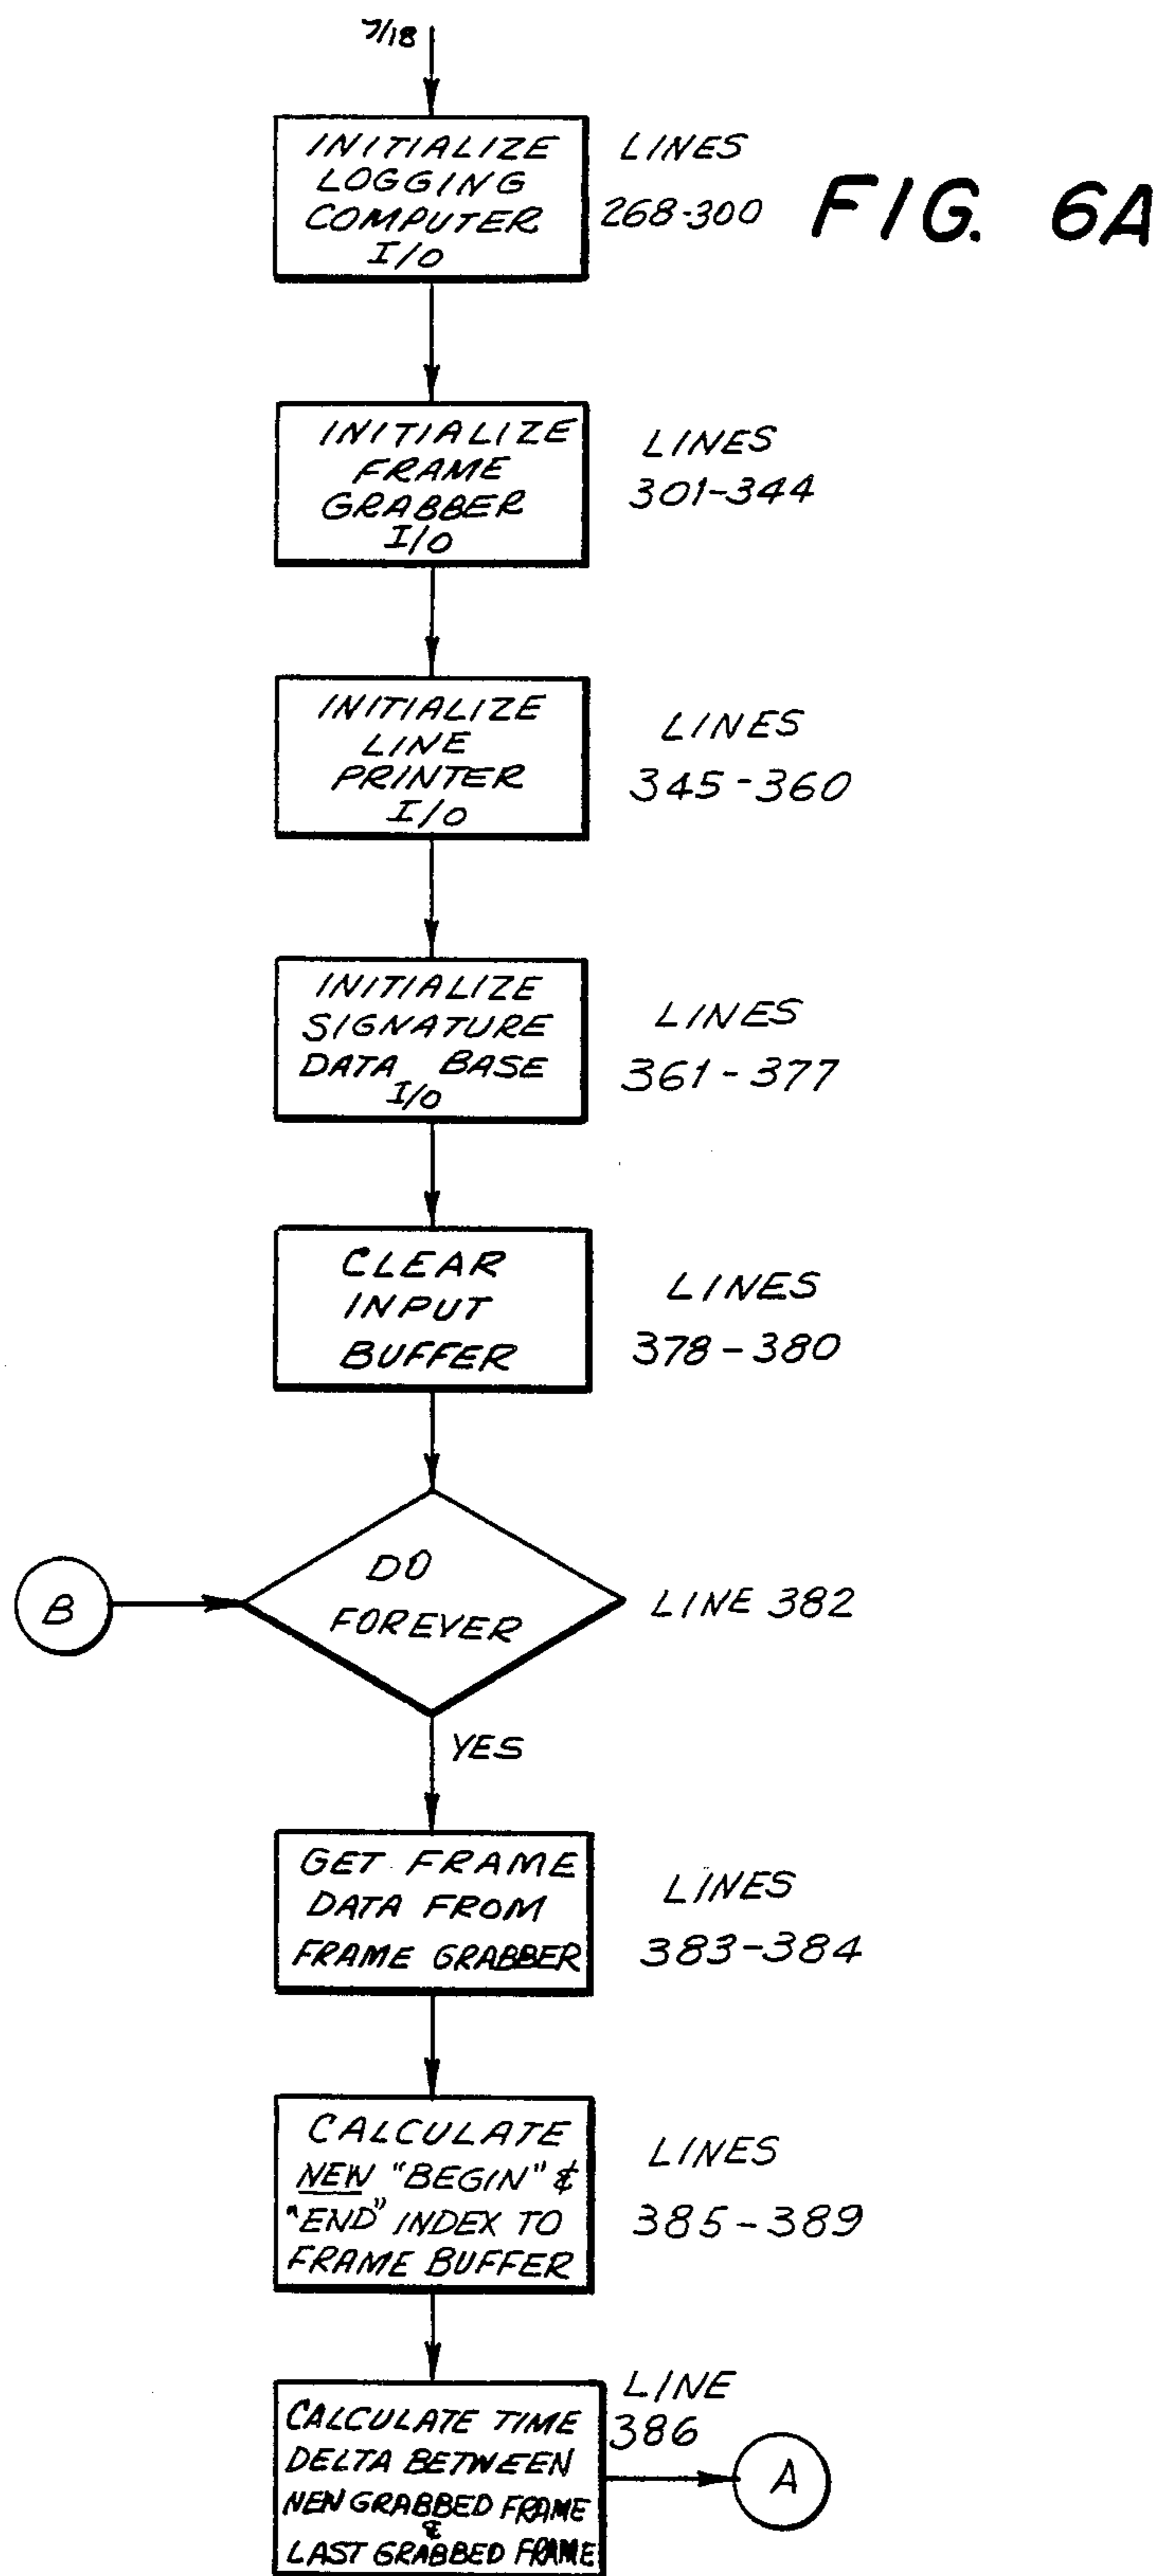 7/18
INITIALIZE
LOGGING
COMPUTER
I/O
LINES
268-300
FIG. 6A
INITIALIZE
FRAME
GRABBER
I/O
LINES
301-344
INITIALIZE
LINE
PRINTER
I/O
LINES
345-360
INITIALIZE
SIGNATURE
DATA BASE
I/O
LINES
361-377
CLEAR
INPUT
BUFFER
LINES
378-380
B
DO
FOREVER
LINE 382
YES
GET FRAME
DATA FROM
FRAME GRABBER
LINES
383-384
CALCULATE
NEW "BEGIN" &
"END" INDEX TO
FRAME BUFFER
LINES
385-389
CALCULATE TIME
DELTA BETWEEN
NEW GRABBED FRAME
&
LAST GRABBED FRAME
LINE
386
A